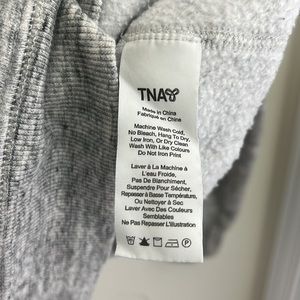 TNA
Made in China
Fabriqué en Chine
Machine Wash Cold,
No Bleach, Hang To Dry,
Low Iron, Or Dry Clean
Wash With Like Colours
Do Not Iron Print
Laver À La Machine à
L'eau Froide,
Pas De Blanchiment,
Suspendre Pour Sécher,
Repasser à Basse Température,
Ou Nettoyer à Sec
Laver Avec Des Couleurs
Semblables
Ne Pas Repasser L'illustration
P